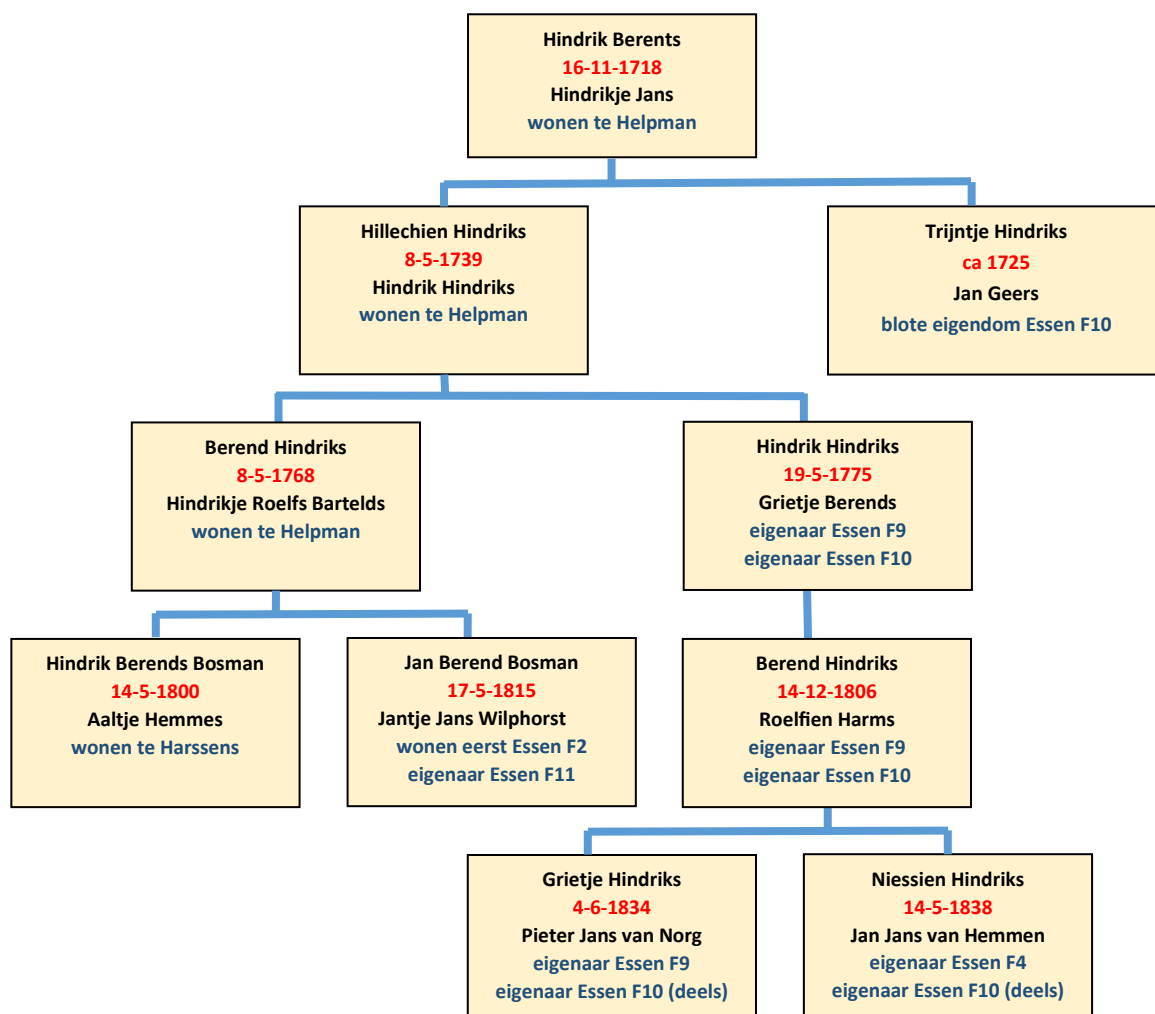 Hindrik Berents
16-11-1718
Hindrikje Jans
wonen te Helpman
Hillechien Hindriks
8-5-1739
Hindrik Hindriks
wonen te Helpman
Trijntje Hindriks
ca 1725
Jan Geers
blote eigendom Essen F10
Berend Hindriks
8-5-1768
Hindrikje Roelfs Bartelds
wonen te Helpman
Hindrik Hindriks
19-5-1775
Grietje Berends
eigenaar Essen F9
eigenaar Essen F10
Hindrik Berends Bosman
14-5-1800
Aaltje Hemmes
wonen te Harssens
Jan Berend Bosman
17-5-1815
Jantje Jans Wilphorst
wonen eerst Essen F2
eigenaar Essen F11
Berend Hindriks
14-12-1806
Roelfien Harms
eigenaar Essen F9
eigenaar Essen F10
Grietje Hindriks
4-6-1834
Pieter Jans van Norg
eigenaar Essen F9
eigenaar Essen F10 (deels)
Niessien Hindriks
14-5-1838
Jan Jans van Hemmen
eigenaar Essen F4
eigenaar Essen F10 (deels)